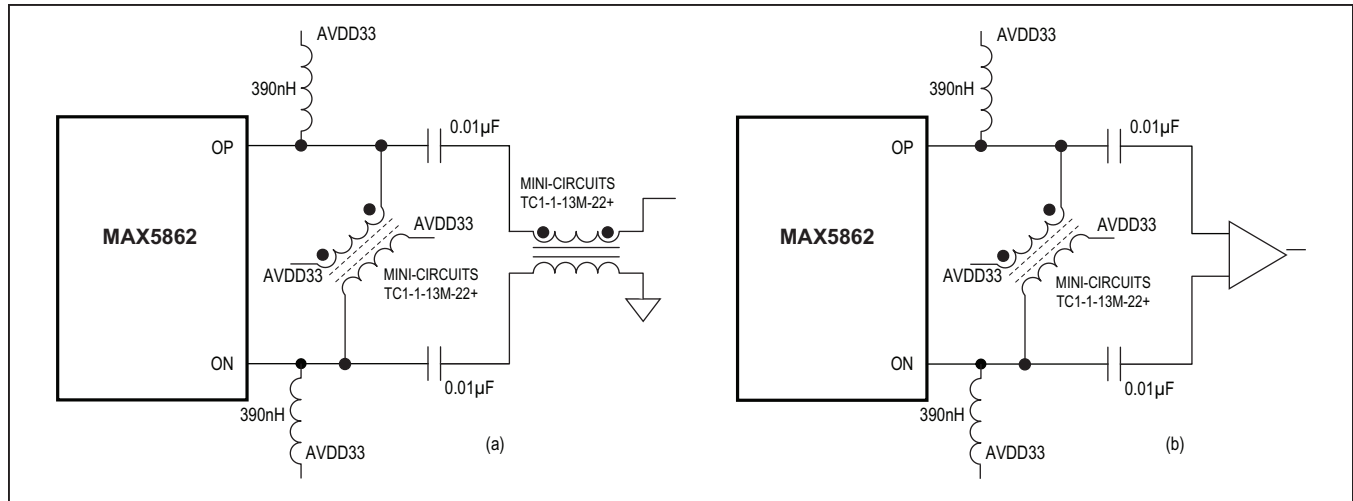 AVDD33
390nH
0.01µF
OP
MINI-CIRCUITS
TC1-1-13M-22+
MAX5862
AVDD33
AVDD33
MINI-CIRCUITS
TC1-1-13M-22+
ON
0.01µF
390nH
AVDD33
(a)
AVDD33
390nH
0.01µF
OP
MAX5862
AVDD33
AVDD33
MINI-CIRCUITS
TC1-1-13M-22+
ON
0.01µF
390nH
AVDD33
(b)